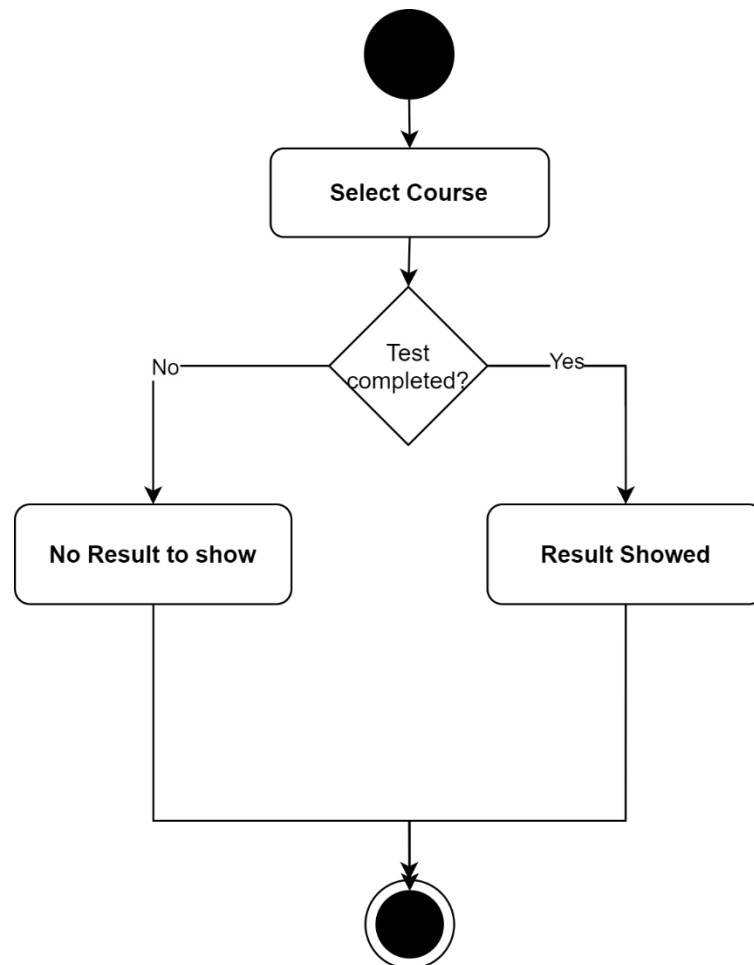 Select Course
Test
completed?
No
Yes
No Result to show
Result Showed